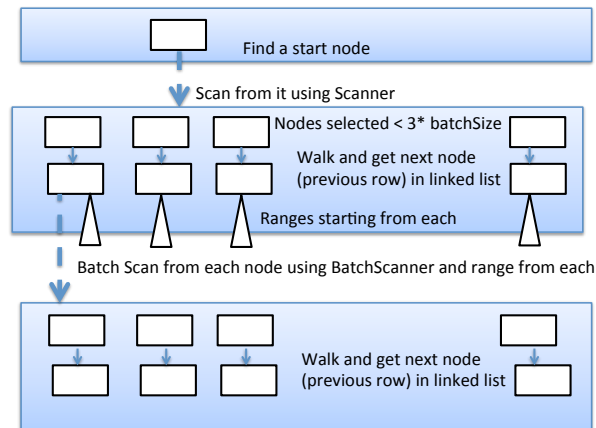 Find a start node
Scan from it using Scanner
Nodes selected < 3* batchSize
Walk and get next node
(previous row) in linked list
Ranges starting from each
Batch Scan from each node using BatchScanner and range from each
Walk and get next node
(previous row) in linked list